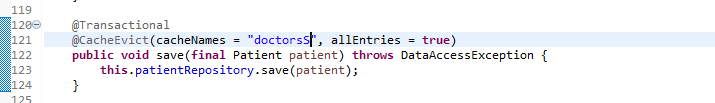 119
120 @Transactional
121 @CacheEvict(cacheNames = "doctorsS", allEntries = true)
122 public void save(final Patient patient) throws DataAccessException {
123 this.patientRepository.save(patient);
124 }
125